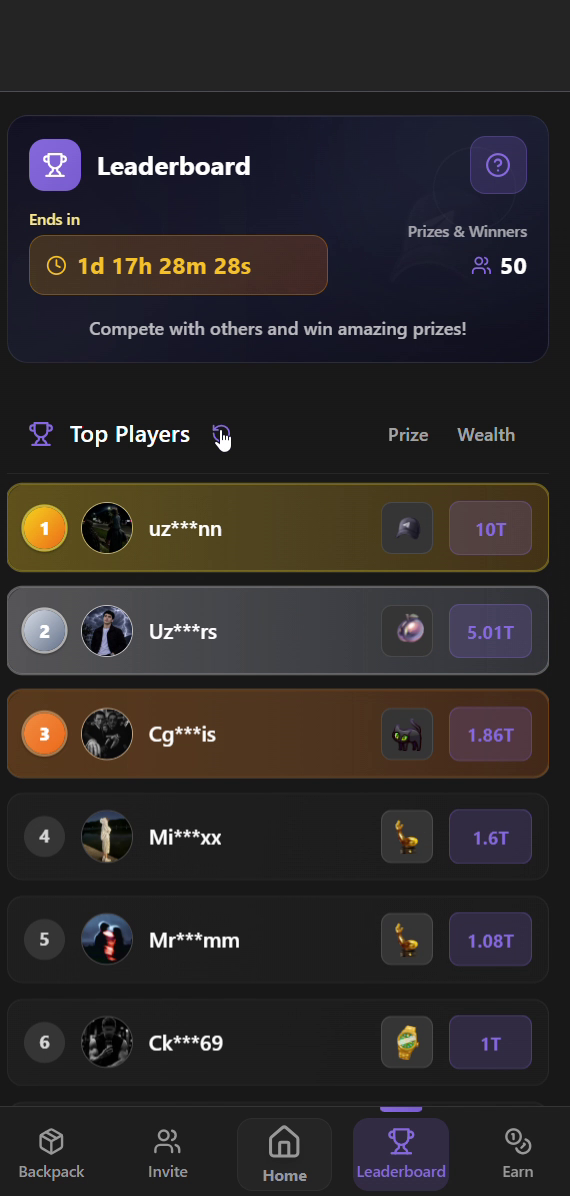 Leaderboard
Ends in
1d 17h 28m 28s
Prizes & Winners
50
Compete with others and win amazing prizes!
Top Players Prize Wealth
1 uz***nn 10T
2 Uz***rs 5.01T
3 Cg***is 1.86T
4 Mi***xx 1.6T
5 Mr***mm 1.08T
6 Ck***69 1T
Backpack Invite Home Leaderboard Earn